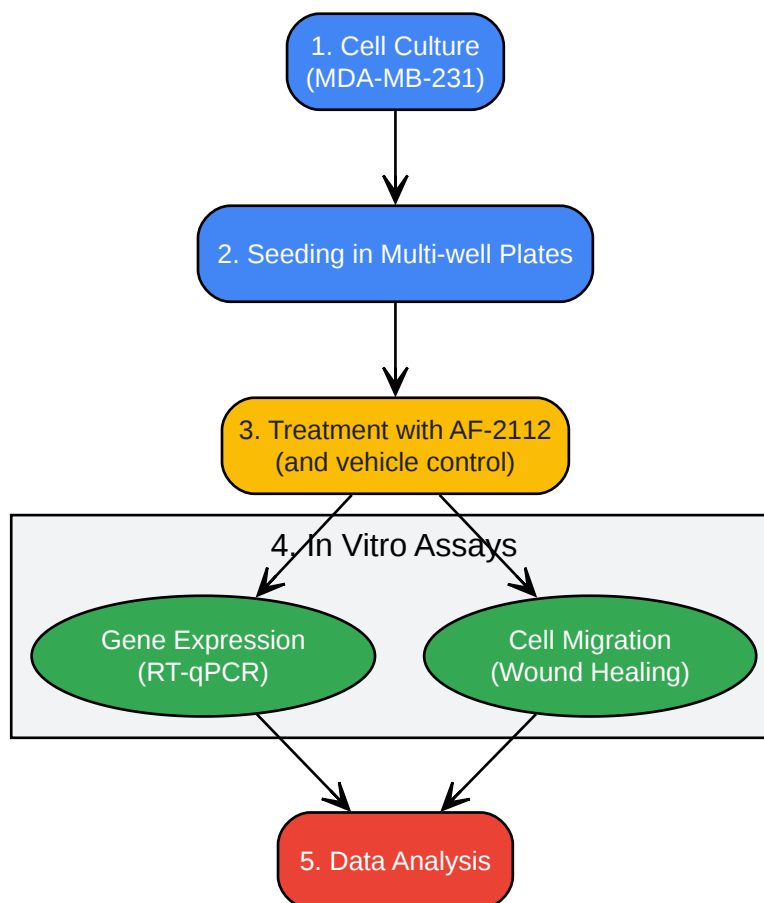 1. Cell Culture
(MDA-MB-231)
2. Seeding in Multi-well Plates
3. Treatment with AF-2112
(and vehicle control)
4. In Vitro Assays
Gene Expression
(RT-qPCR)
Cell Migration
(Wound Healing)
5. Data Analysis